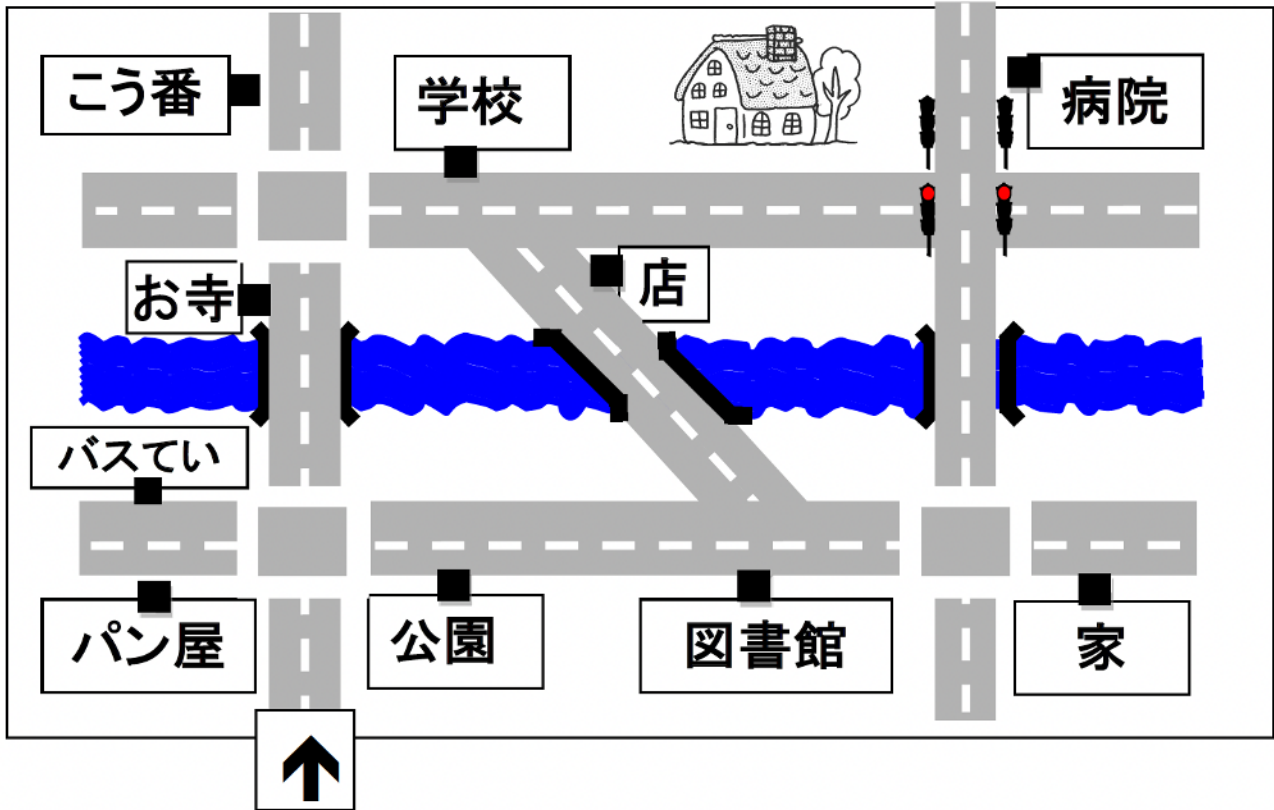 こう番
学校
病院
お寺
店
バスてい
パン屋
公園
図書館
家